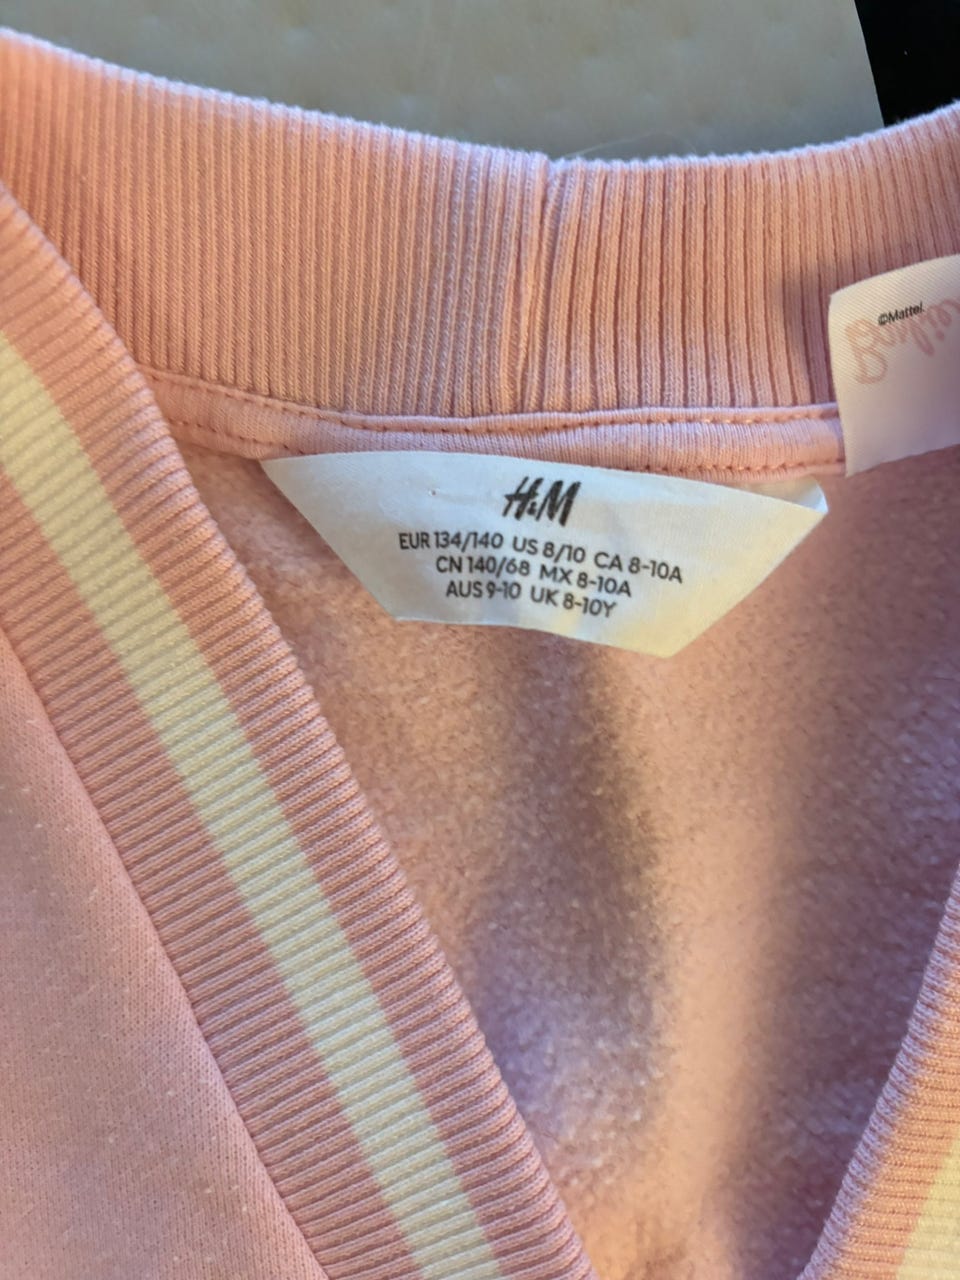 ©Mattel.
Barbie
H&M
EUR 134/140 US 8/10 CA 8-10A
CN 140/68 MX 8-10A
AUS 9-10 UK 8-10Y